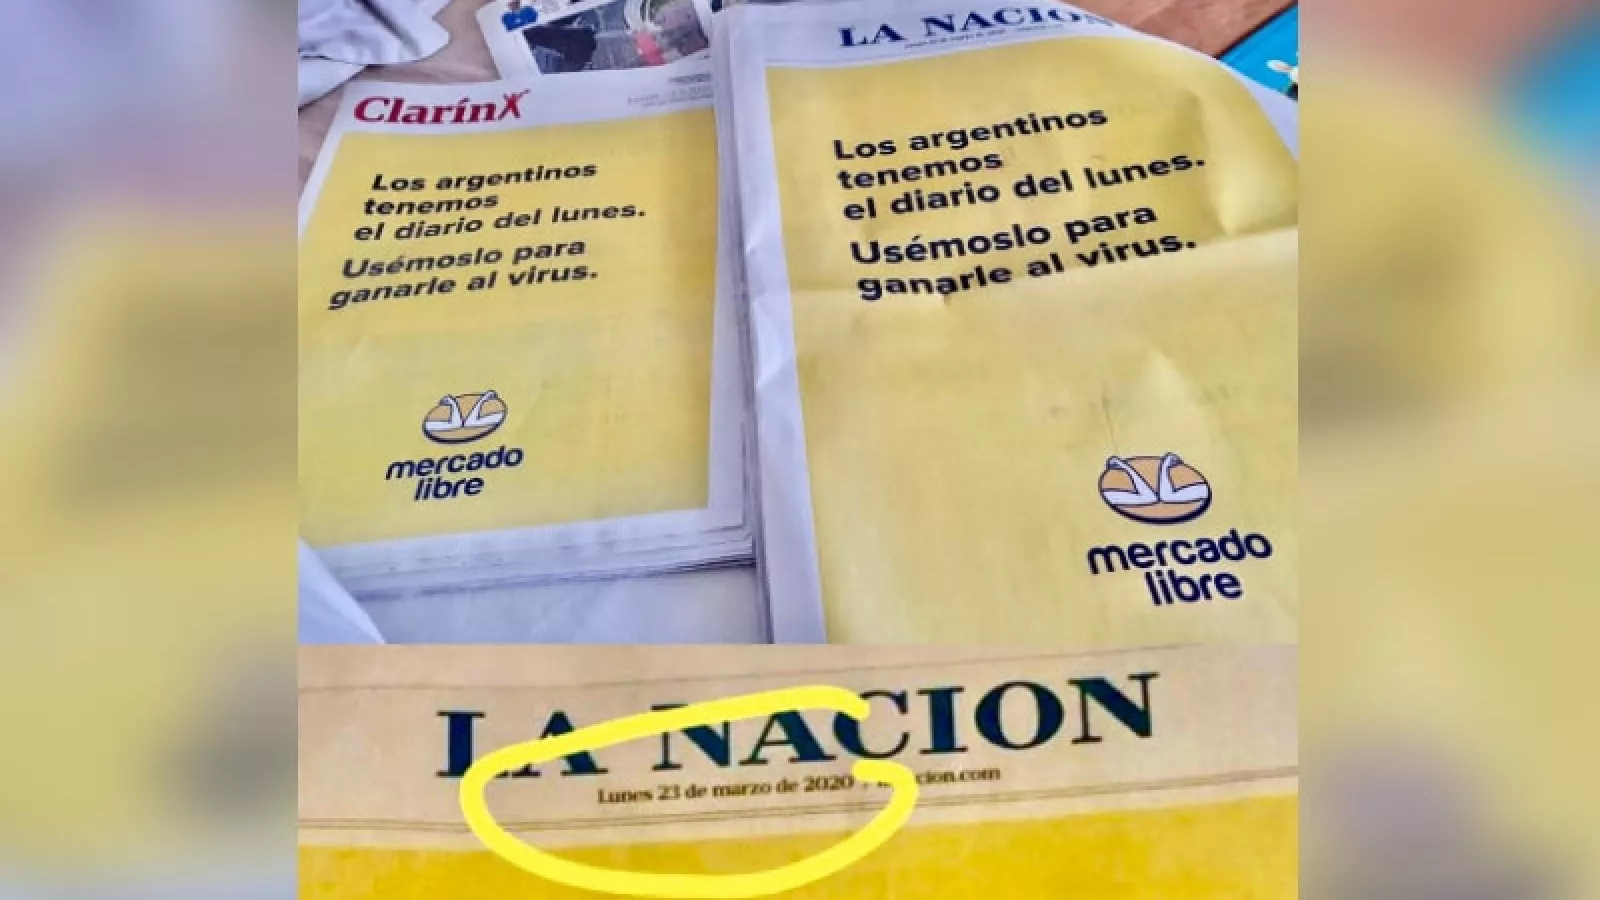 Clarín
Los argentinos
tenemos
el diario del lunes.
Usémoslo para
ganarle al virus.
mercado
libre
LA NACION
Los argentinos
tenemos
el diario del lunes.
Usémoslo para
ganarle al virus.
mercado
libre
LA NACION
Lunes 23 de marzo de 2020